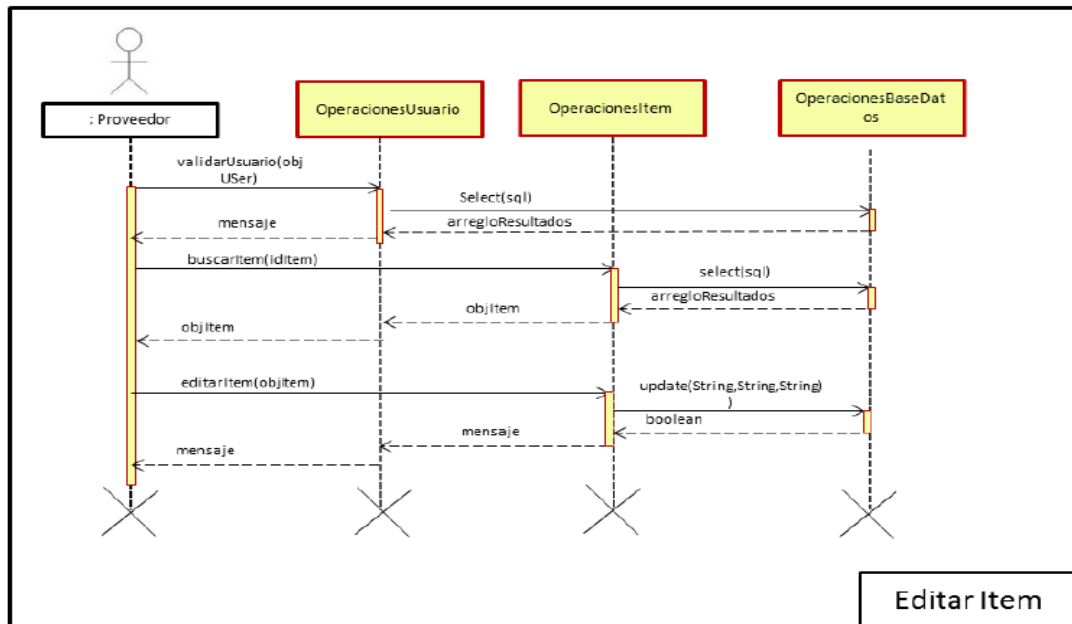 : Proveedor
OperacionesUsuario
OperacionesItem
OperacionesBaseDat
os
validarUsuario(obj
USer)
Select(sql)
arregloResultados
mensaje
buscarItem(idItem)
select(sql)
arregloResultados
objItem
objItem
editarItem(objItem)
update(String,String,String)
)
boolean
mensaje
mensaje
Editar Item